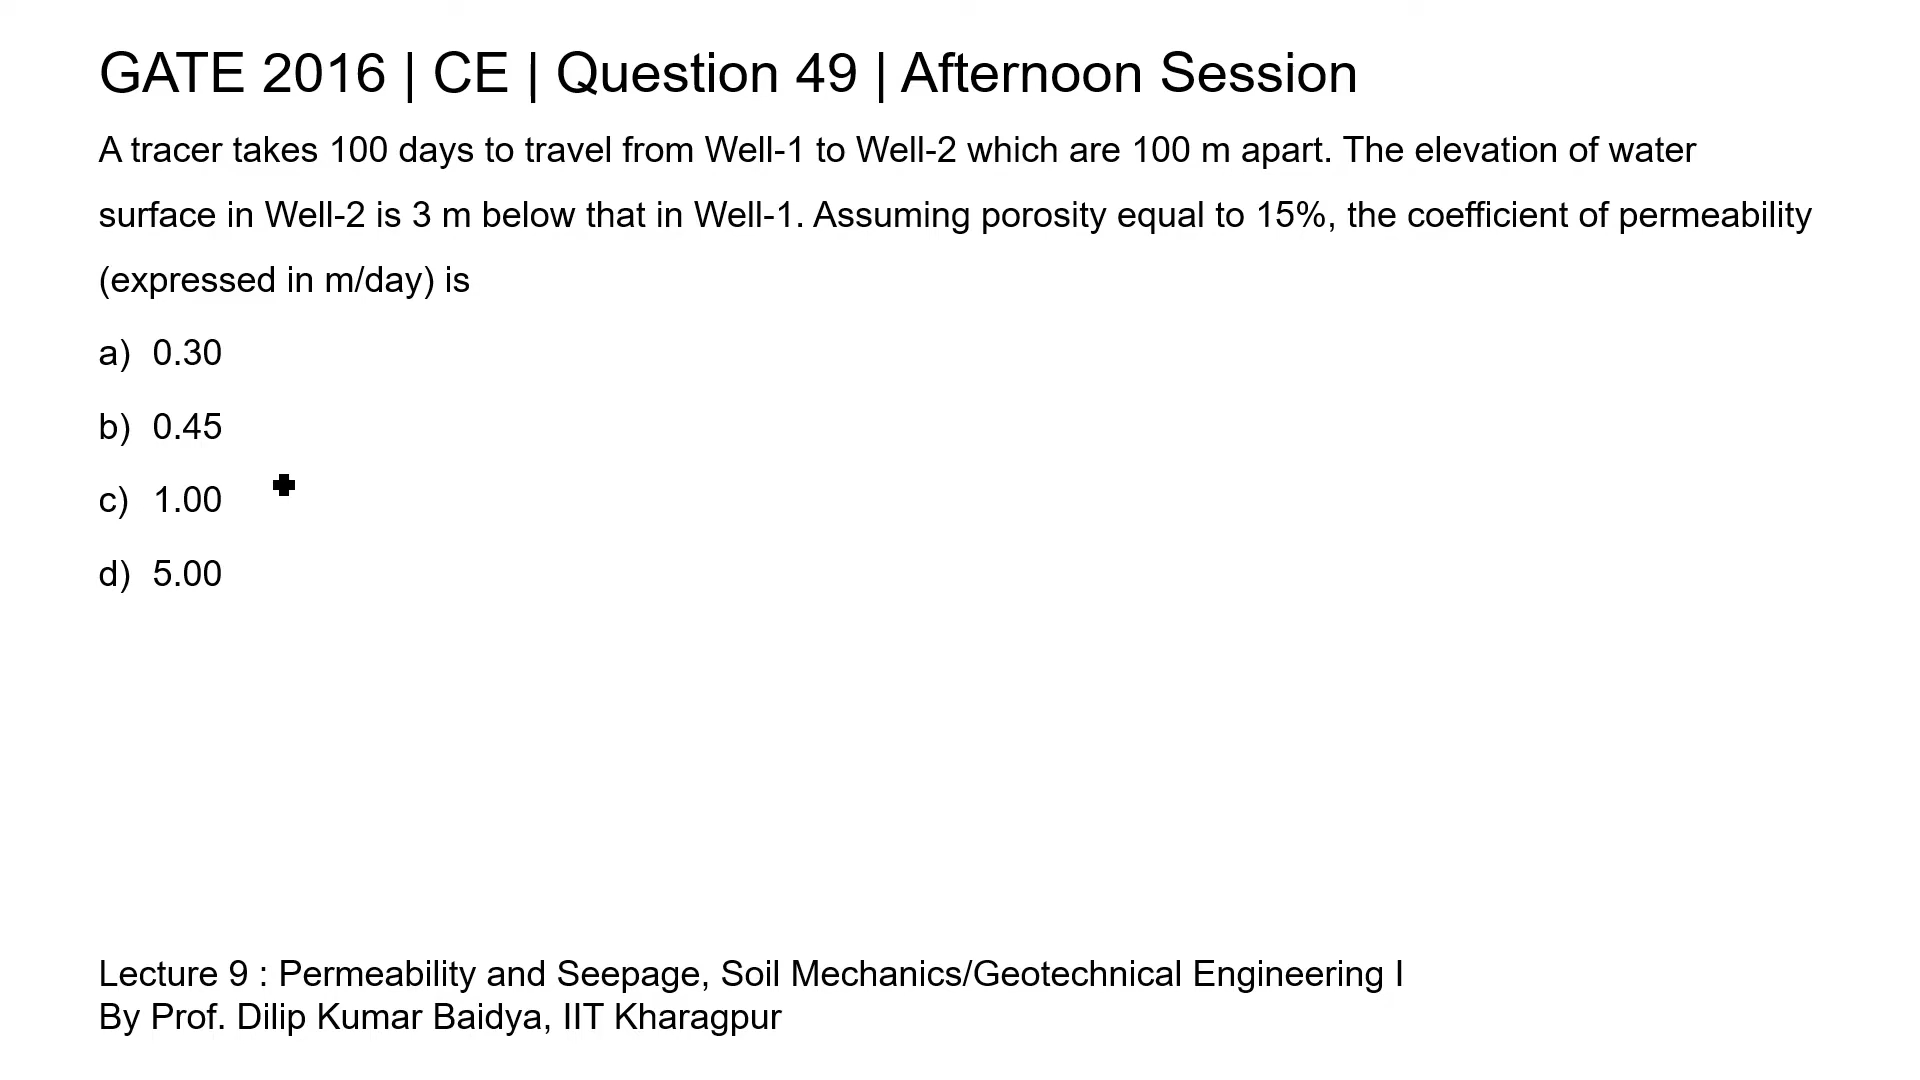 GATE 2016 | CE | Question 49 | Afternoon Session
A tracer takes 100 days to travel from Well-1 to Well-2 which are 100 m apart. The elevation of water
surface in Well-2 is 3 m below that in Well-1. Assuming porosity equal to 15%, the coefficient of permeability
(expressed in m/day) is
a) 0.30
b) 0.45
c) 1.00
d) 5.00
Lecture 9 : Permeability and Seepage, Soil Mechanics/Geotechnical Engineering I
By Prof. Dilip Kumar Baidya, IIT Kharagpur